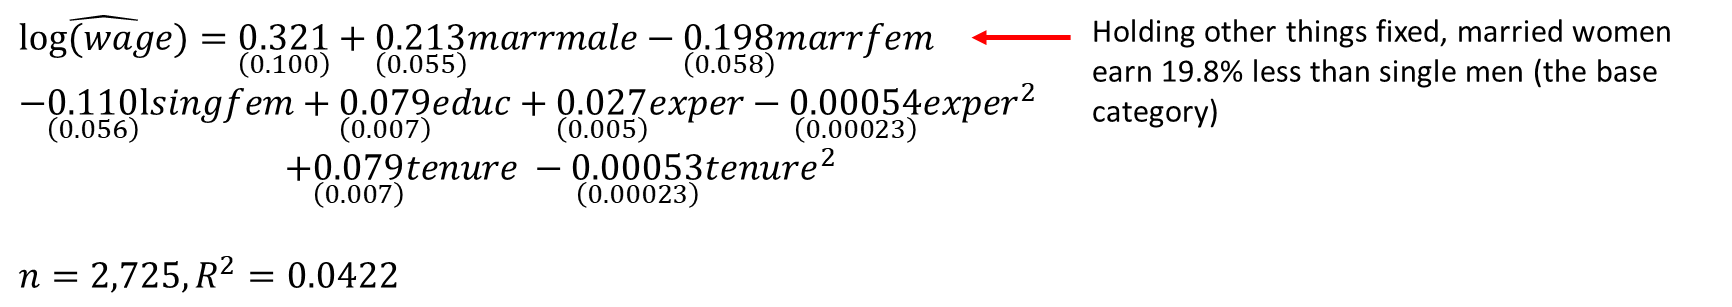 log(wage)^ = 0.321 + 0.213marrmale − 0.198marrfem
(0.100) (0.055) (0.058)
−0.110lsingfem + 0.079educ + 0.027exper − 0.00054exper²
(0.056) (0.007) (0.005) (0.00023)
+0.079tenure − 0.00053tenure²
(0.007) (0.00023)
n = 2,725, R² = 0.0422
Holding other things fixed, married women
earn 19.8% less than single men (the base
category)